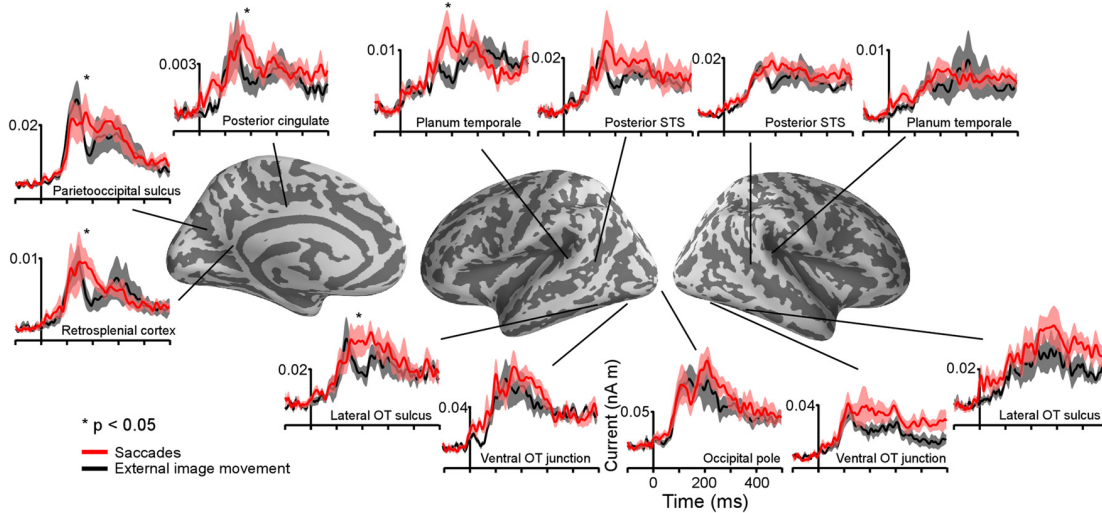 *
0.003
Posterior cingulate
*
0.01
Planum temporale
0.02
Posterior STS
0.02
Posterior STS
0.01
Planum temporale
*
0.02
Parietooccipital sulcus
*
0.01
Retrosplenial cortex
*
0.02
Lateral OT sulcus
0.04
Ventral OT junction
Current (nA m)
0.05
Occipital pole
0 200 400
Time (ms)
0.04
Ventral OT junction
0.02
Lateral OT sulcus
* p < 0.05
Saccades
External image movement